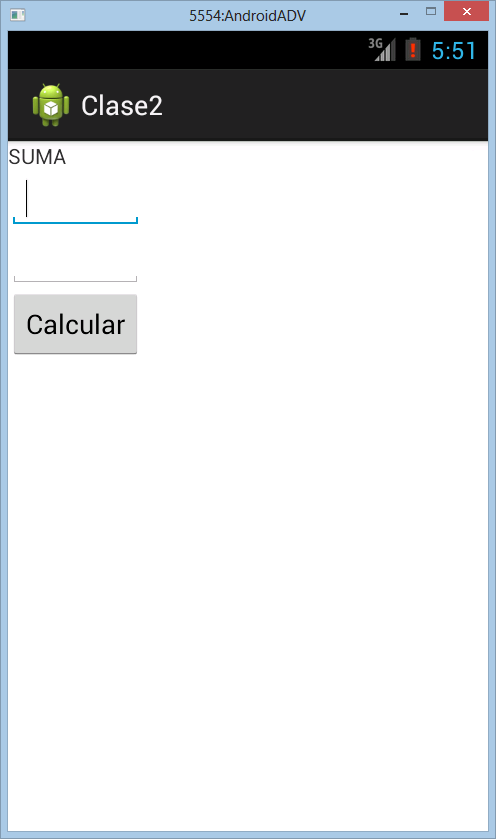 5554:AndroidADV
3G 5:51
Clase2
SUMA
Calcular